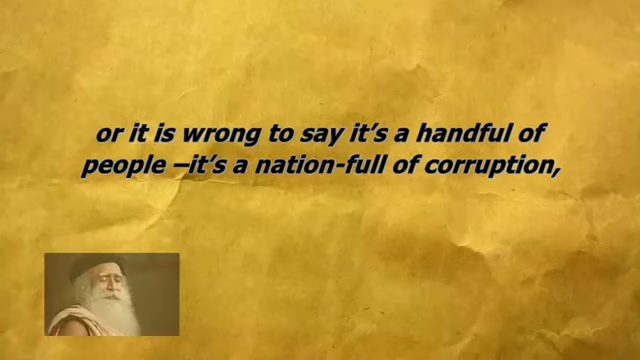 or it is wrong to say it’s a handful of
people –it’s a nation-full of corruption,